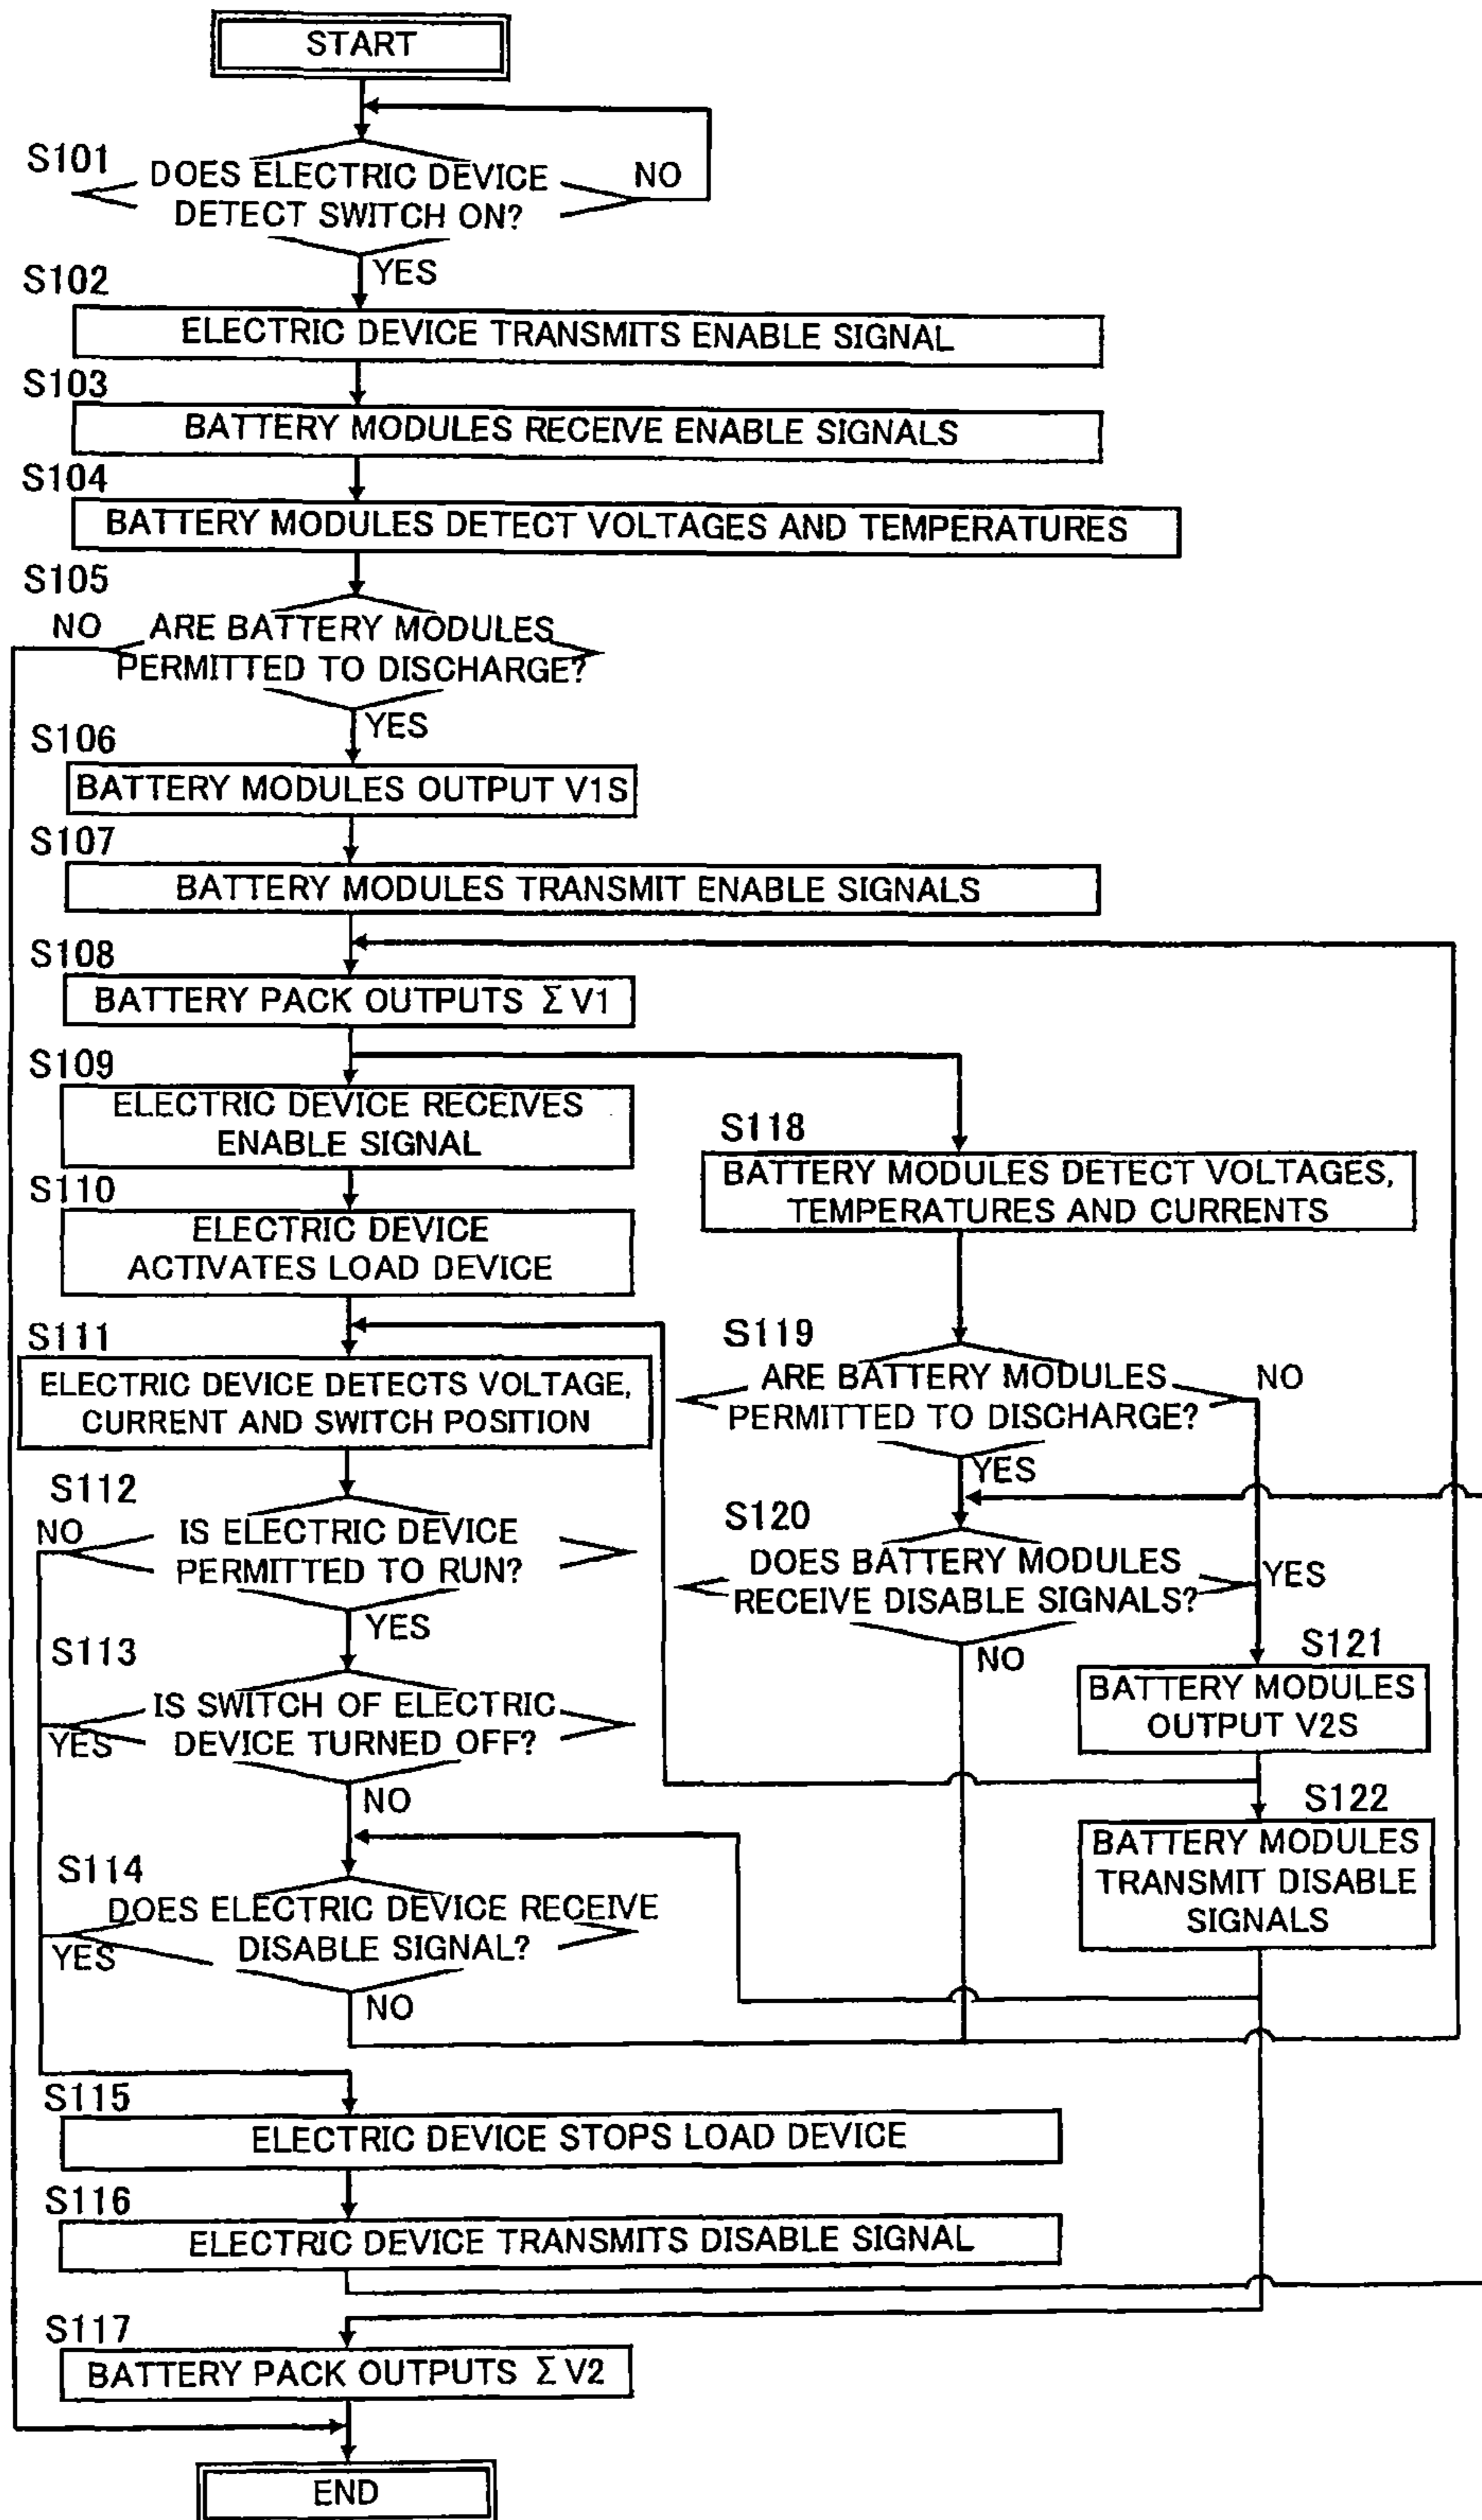 START
S101
DOES ELECTRIC DEVICE
DETECT SWITCH ON?
NO
YES
S102
ELECTRIC DEVICE TRANSMITS ENABLE SIGNAL
S103
BATTERY MODULES RECEIVE ENABLE SIGNALS
S104
BATTERY MODULES DETECT VOLTAGES AND TEMPERATURES
S105
NO
ARE BATTERY MODULES
PERMITTED TO DISCHARGE?
YES
S106
BATTERY MODULES OUTPUT V1S
S107
BATTERY MODULES TRANSMIT ENABLE SIGNALS
S108
BATTERY PACK OUTPUTS Σ V1
S109
ELECTRIC DEVICE RECEIVES
ENABLE SIGNAL
S110
ELECTRIC DEVICE
ACTIVATES LOAD DEVICE
S111
ELECTRIC DEVICE DETECTS VOLTAGE,
CURRENT AND SWITCH POSITION
S112
NO
IS ELECTRIC DEVICE
PERMITTED TO RUN?
YES
S113
IS SWITCH OF ELECTRIC
DEVICE TURNED OFF?
YES
NO
S114
DOES ELECTRIC DEVICE RECEIVE
DISABLE SIGNAL?
YES
NO
S115
ELECTRIC DEVICE STOPS LOAD DEVICE
S116
ELECTRIC DEVICE TRANSMITS DISABLE SIGNAL
S117
BATTERY PACK OUTPUTS Σ V2
END
S118
BATTERY MODULES DETECT VOLTAGES,
TEMPERATURES AND CURRENTS
S119
ARE BATTERY MODULES
PERMITTED TO DISCHARGE?
NO
YES
S120
DOES BATTERY MODULES
RECEIVE DISABLE SIGNALS?
YES
NO
S121
BATTERY MODULES
OUTPUT V2S
S122
BATTERY MODULES
TRANSMIT DISABLE
SIGNALS